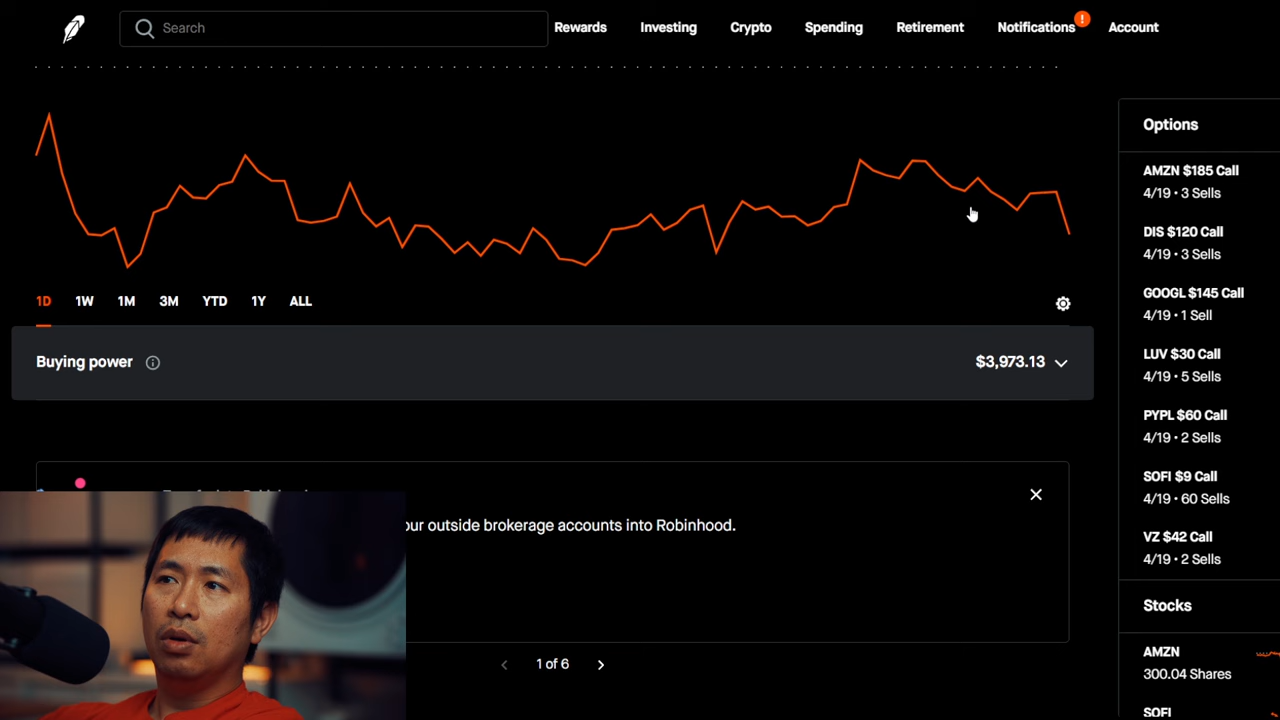 Search
Rewards
Investing
Crypto
Spending
Retirement
Notifications
!
Account
1D
1W
1M
3M
YTD
1Y
ALL
Buying power
$3,973.13
our outside brokerage accounts into Robinhood.
1 of 6
Options
AMZN $185 Call
4/19 • 3 Sells
DIS $120 Call
4/19 • 3 Sells
GOOGL $145 Call
4/19 • 1 Sell
LUV $30 Call
4/19 • 5 Sells
PYPL $60 Call
4/19 • 2 Sells
SOFI $9 Call
4/19 • 60 Sells
VZ $42 Call
4/19 • 2 Sells
Stocks
AMZN
300.04 Shares
SOFI